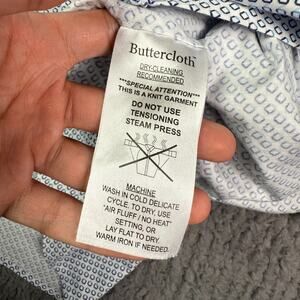 Buttercloth
DRY-CLEANING
RECOMMENDED
***SPECIAL ATTENTION***
THIS IS A KNIT GARMENT
DO NOT USE
TENSIONING
STEAM PRESS
MACHINE
WASH IN COLD DELICATE
CYCLE. TO DRY, USE
"AIR FLUFF / NO HEAT"
SETTING, OR
LAY FLAT TO DRY.
WARM IRON IF NEEDED.